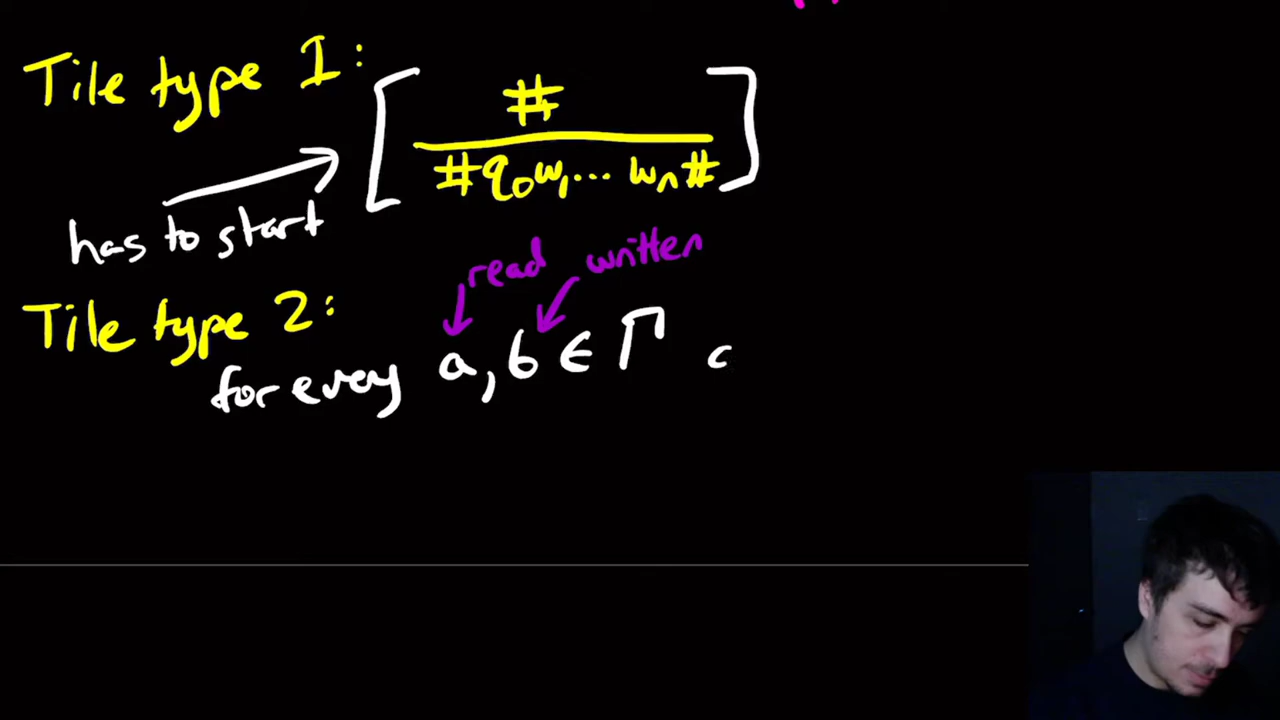 Tile type 1:
#
#q₀w₁... wₙ#
has to start
read written
Tile type 2:
for every a, b ∈ Γ